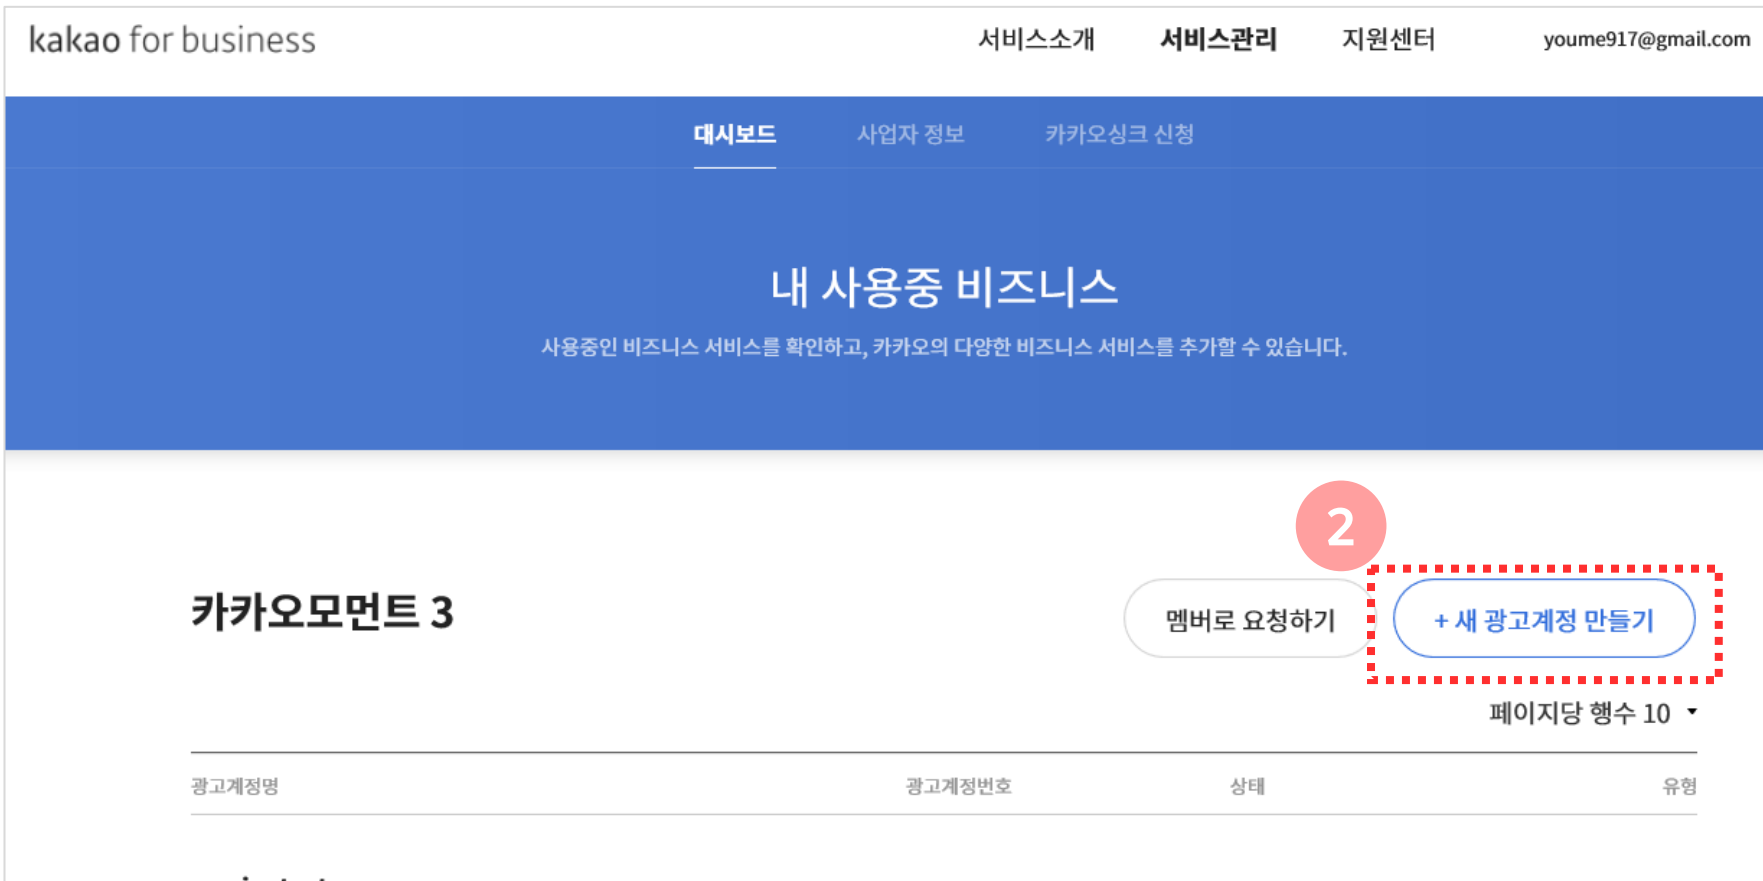 kakao for business 서비스소개 서비스관리 지원센터 youme917@gmail.com
대시보드 사업자 정보 카카오싱크 신청
내 사용중 비즈니스
사용중인 비즈니스 서비스를 확인하고, 카카오의 다양한 비즈니스 서비스를 추가할 수 있습니다.
2
카카오모먼트 3 멤버로 요청하기 + 새 광고계정 만들기
페이지당 행수 10
광고계정명 광고계정번호 상태 유형